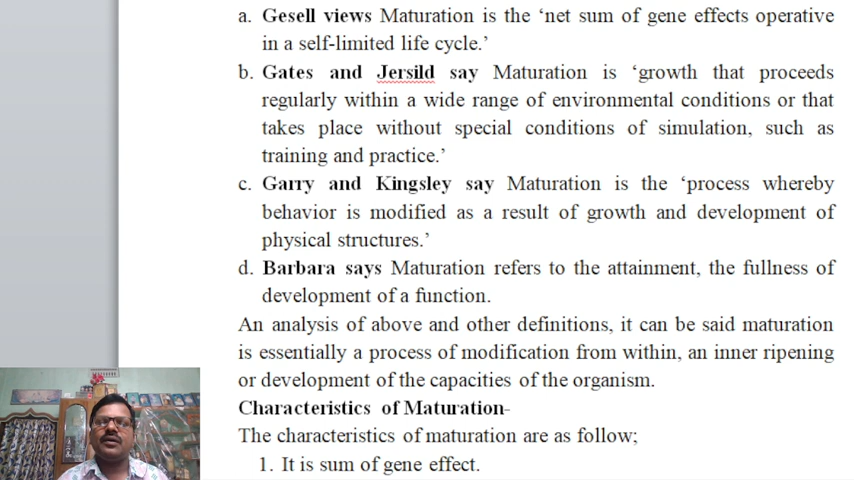 a. Gesell views Maturation is the ‘net sum of gene effects operative
in a self-limited life cycle.’
b. Gates and Jersild say Maturation is ‘growth that proceeds
regularly within a wide range of environmental conditions or that
takes place without special conditions of simulation, such as
training and practice.’
c. Garry and Kingsley say Maturation is the ‘process whereby
behavior is modified as a result of growth and development of
physical structures.’
d. Barbara says Maturation refers to the attainment, the fullness of
development of a function.
An analysis of above and other definitions, it can be said maturation
is essentially a process of modification from within, an inner ripening
or development of the capacities of the organism.
Characteristics of Maturation-
The characteristics of maturation are as follow;
1. It is sum of gene effect.